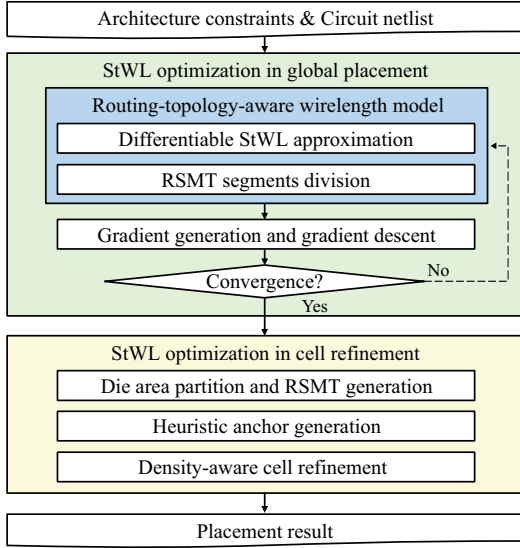 Architecture constraints & Circuit netlist
StWL optimization in global placement
Routing-topology-aware wirelength model
Differentiable StWL approximation
RSMT segments division
Gradient generation and gradient descent
Convergence?
No
Yes
StWL optimization in cell refinement
Die area partition and RSMT generation
Heuristic anchor generation
Density-aware cell refinement
Placement result